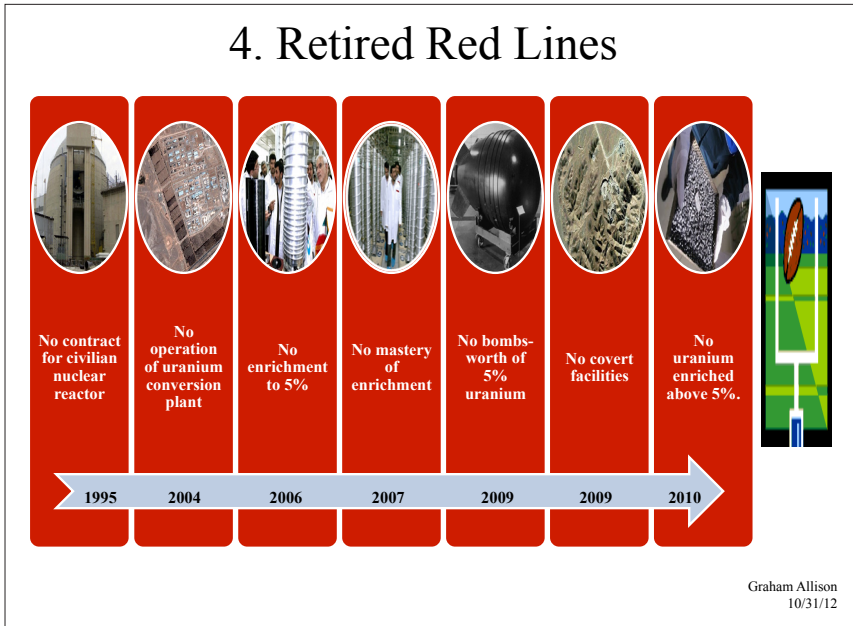 4. Retired Red Lines
No contract
for civilian
nuclear
reactor
No
operation
of uranium
conversion
plant
No
enrichment
to 5%
No mastery
of
enrichment
No bombs-
worth of
5%
uranium
No covert
facilities
No
uranium
enriched
above 5%.
1995
2004
2006
2007
2009
2009
2010
Graham Allison
10/31/12